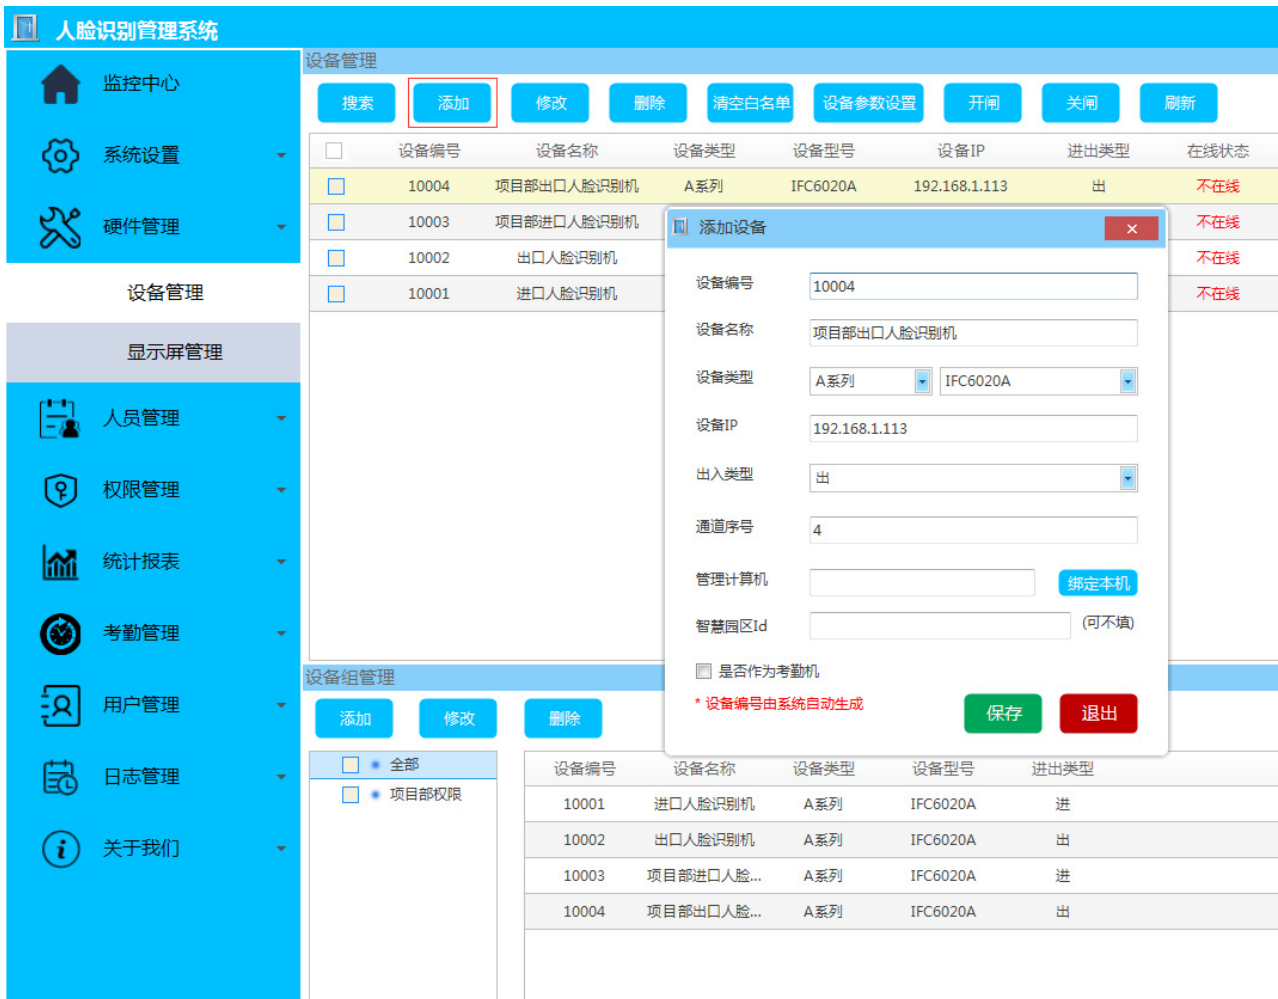 人脸识别管理系统
监控中心
系统设置
硬件管理
设备管理
显示屏管理
人员管理
权限管理
统计报表
考勤管理
用户管理
日志管理
关于我们
设备管理
搜索 添加 修改 删除 清空白名单 设备参数设置 开闸 关闸 刷新
设备编号 设备名称 设备类型 设备型号 设备IP 进出类型 在线状态
10004 项目部出口人脸识别机 A系列 IFC6020A 192.168.1.113 出 不在线
10003 项目部进口人脸识别机 不在线
10002 出口人脸识别机 不在线
10001 进口人脸识别机 不在线
添加设备
设备编号 10004
设备名称 项目部出口人脸识别机
设备类型 A系列 IFC6020A
设备IP 192.168.1.113
出入类型 出
通道序号 4
管理计算机 绑定本机
智慧园区Id (可不填)
是否作为考勤机
* 设备编号由系统自动生成
保存 退出
设备组管理
添加 修改 删除
全部
项目部权限
设备编号 设备名称 设备类型 设备型号 进出类型
10001 进口人脸识别机 A系列 IFC6020A 进
10002 出口人脸识别机 A系列 IFC6020A 出
10003 项目部进口人脸... A系列 IFC6020A 进
10004 项目部出口人脸... A系列 IFC6020A 出